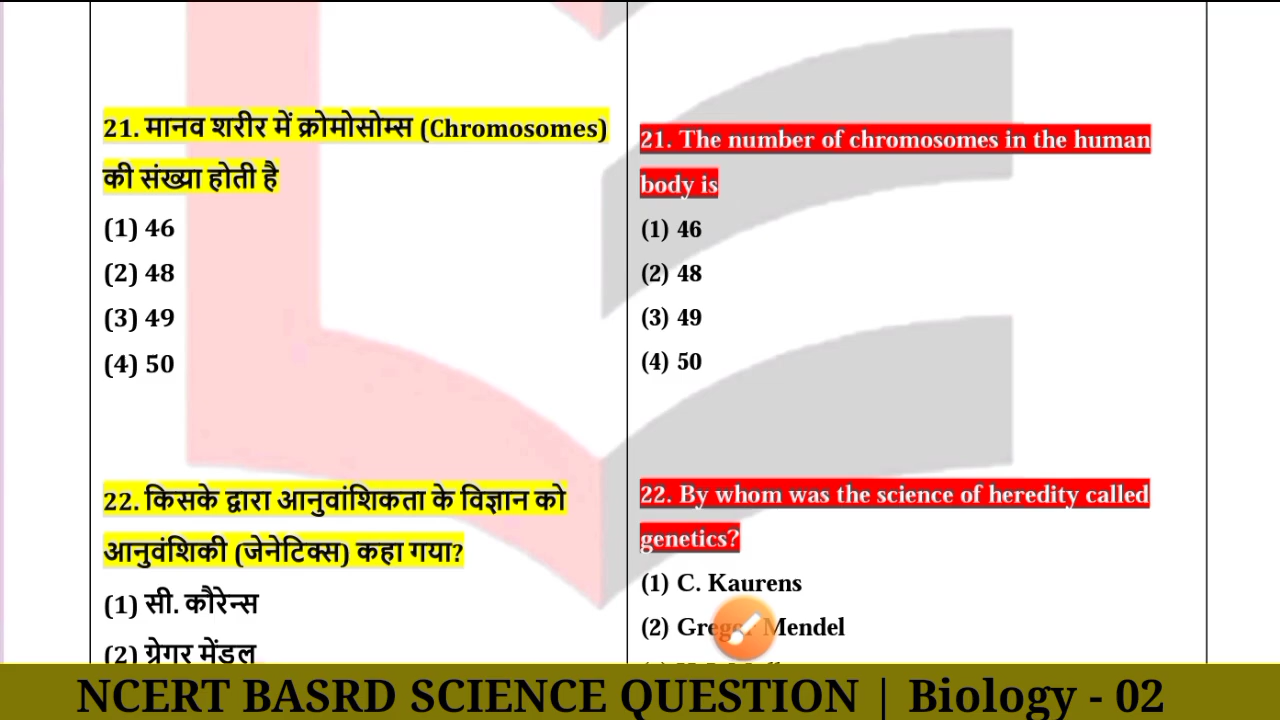 21. मानव शरीर में क्रोमोसोम्स (Chromosomes)
की संख्या होती है
(1) 46
(2) 48
(3) 49
(4) 50
22. किसके द्वारा आनुवांशिकता के विज्ञान को
आनुवंशिकी (जेनेटिक्स) कहा गया?
(1) सी. कौरेन्स
(2) ग्रेगर मेंडल
21. The number of chromosomes in the human
body is
(1) 46
(2) 48
(3) 49
(4) 50
22. By whom was the science of heredity called
genetics?
(1) C. Kaurens
(2) Gregor Mendel
NCERT BASRD SCIENCE QUESTION | Biology - 02